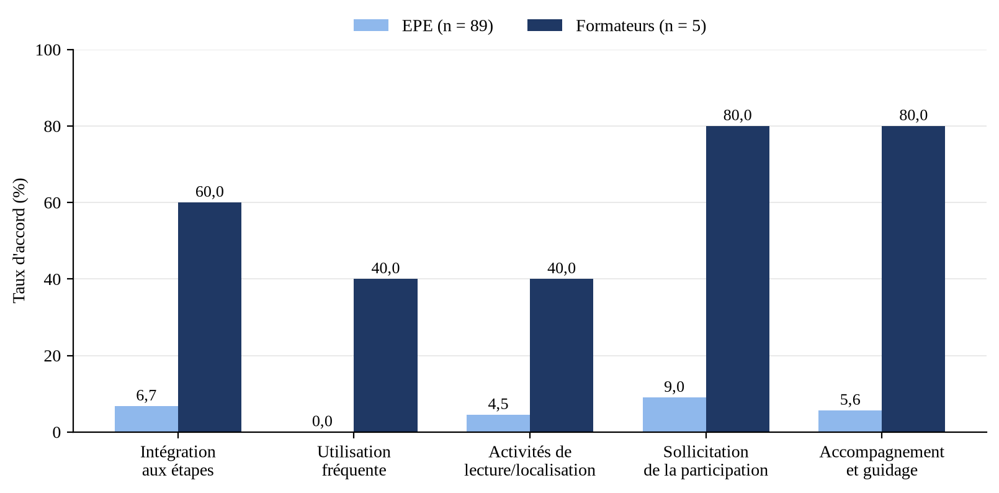 EPE (n = 89) Formateurs (n = 5)
Taux d'accord (%)
100
80
60
40
20
0
6,7
60,0
0,0
40,0
4,5
40,0
9,0
80,0
5,6
80,0
Intégration
aux étapes
Utilisation
fréquente
Activités de
lecture/localisation
Sollicitation
de la participation
Accompagnement
et guidage